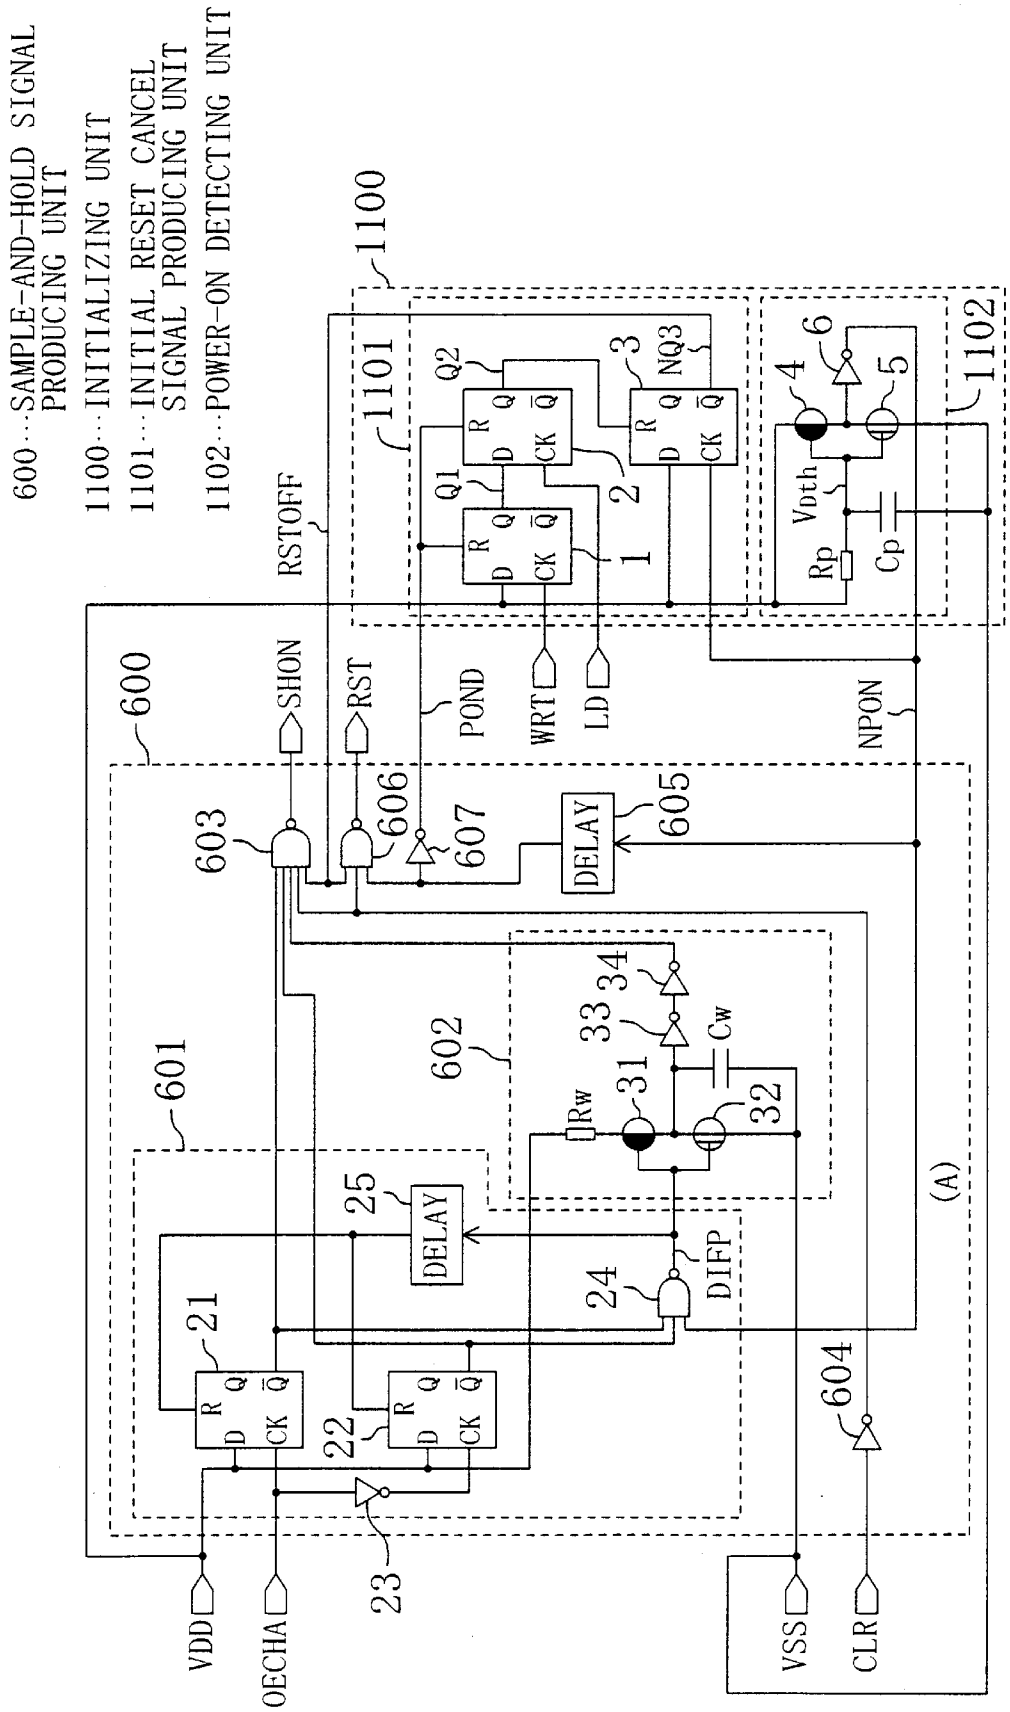 600…SAMPLE-AND-HOLD SIGNAL
PRODUCING UNIT
1100…INITIALIZING UNIT
1101…INITIAL RESET CANCEL
SIGNAL PRODUCING UNIT
1102…POWER-ON DETECTING UNIT
600
601
602
603
SHON
RST
RSTOFF
1100
1101
VDD
OECHA
21
R
D
Q
CK
Q̅
22
R
D
Q
CK
Q̅
23
25
DELAY
24
DIFP
Rw
31
32
33
34
Cw
606
607
POND
DELAY
605
WRT
LD
Q1
Q2
R
D
Q
CK
Q̅
1
R
D
Q
CK
Q̅
2
3
R
D
Q
CK
Q̅
NQ3
VDth
Rp
Cp
4
6
5
1102
NPON
VSS
CLR
604
(A)